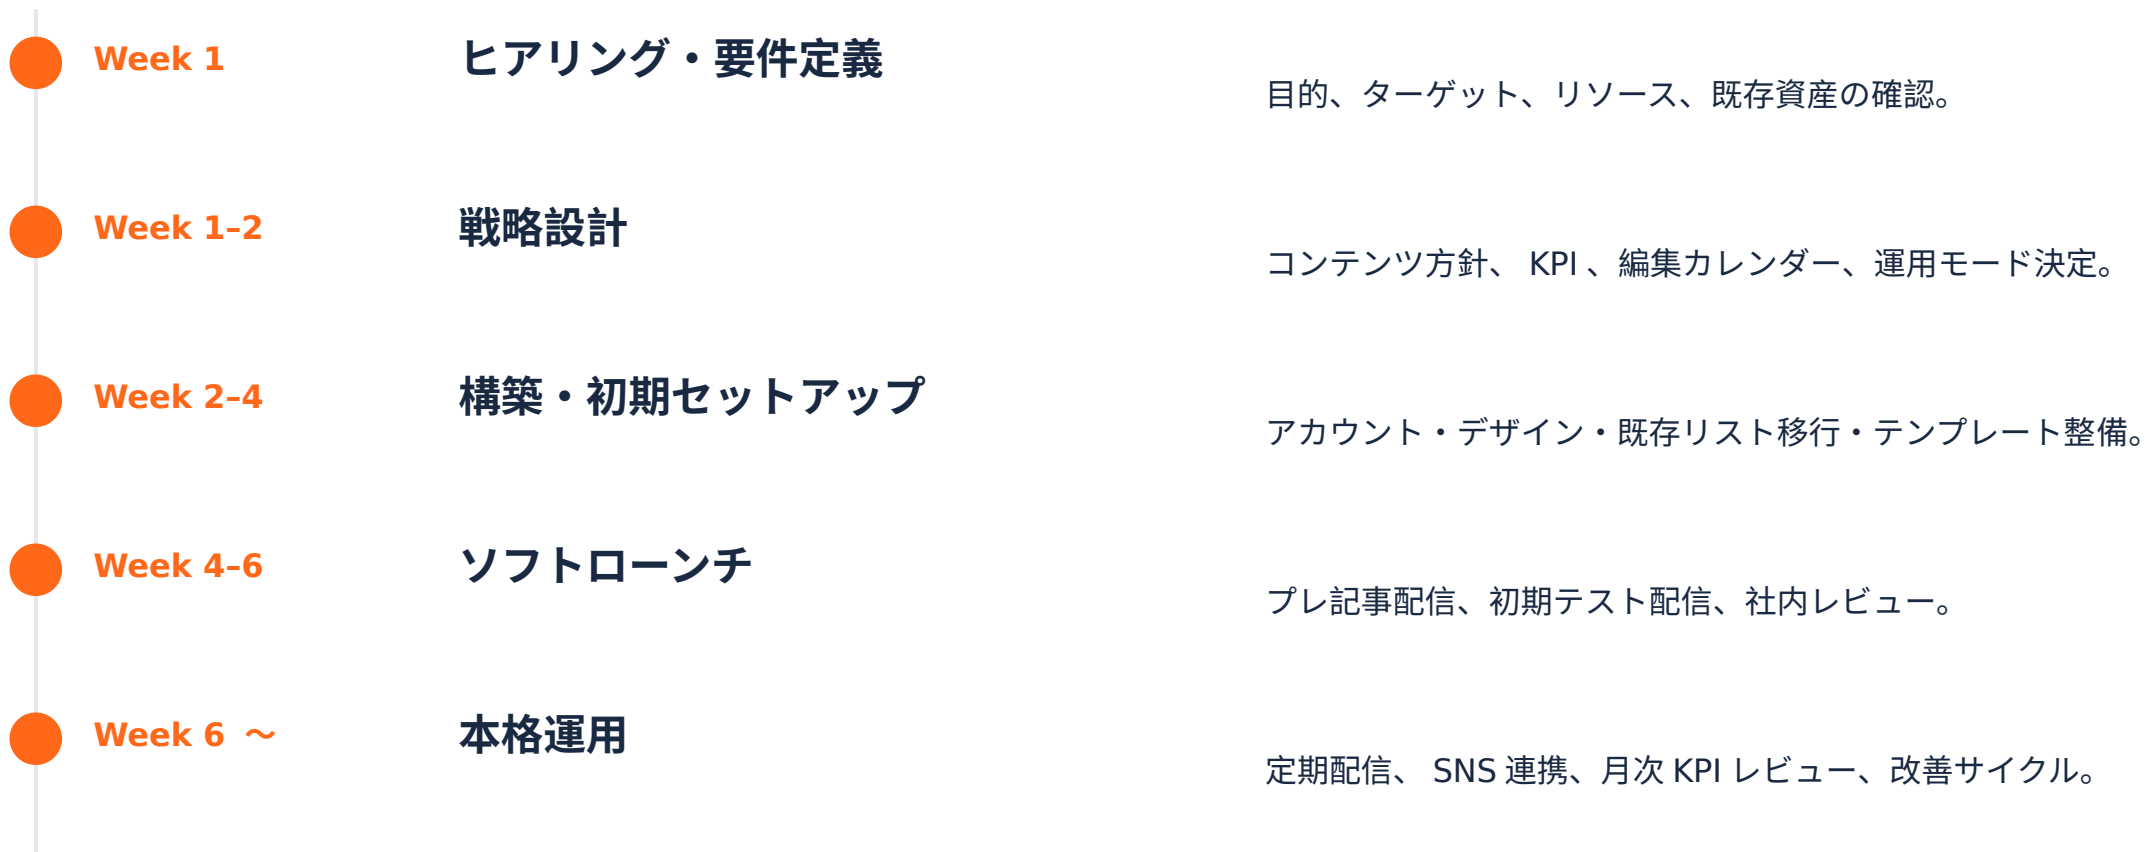 Week 1
ヒアリング・要件定義
目的、ターゲット、リソース、既存資産の確認。
Week 1–2
戦略設計
コンテンツ方針、 KPI 、編集カレンダー、運用モード決定。
Week 2–4
構築・初期セットアップ
アカウント・デザイン・既存リスト移行・テンプレート整備。
Week 4–6
ソフトローンチ
プレ記事配信、初期テスト配信、社内レビュー。
Week 6 〜
本格運用
定期配信、 SNS 連携、月次 KPI レビュー、改善サイクル。